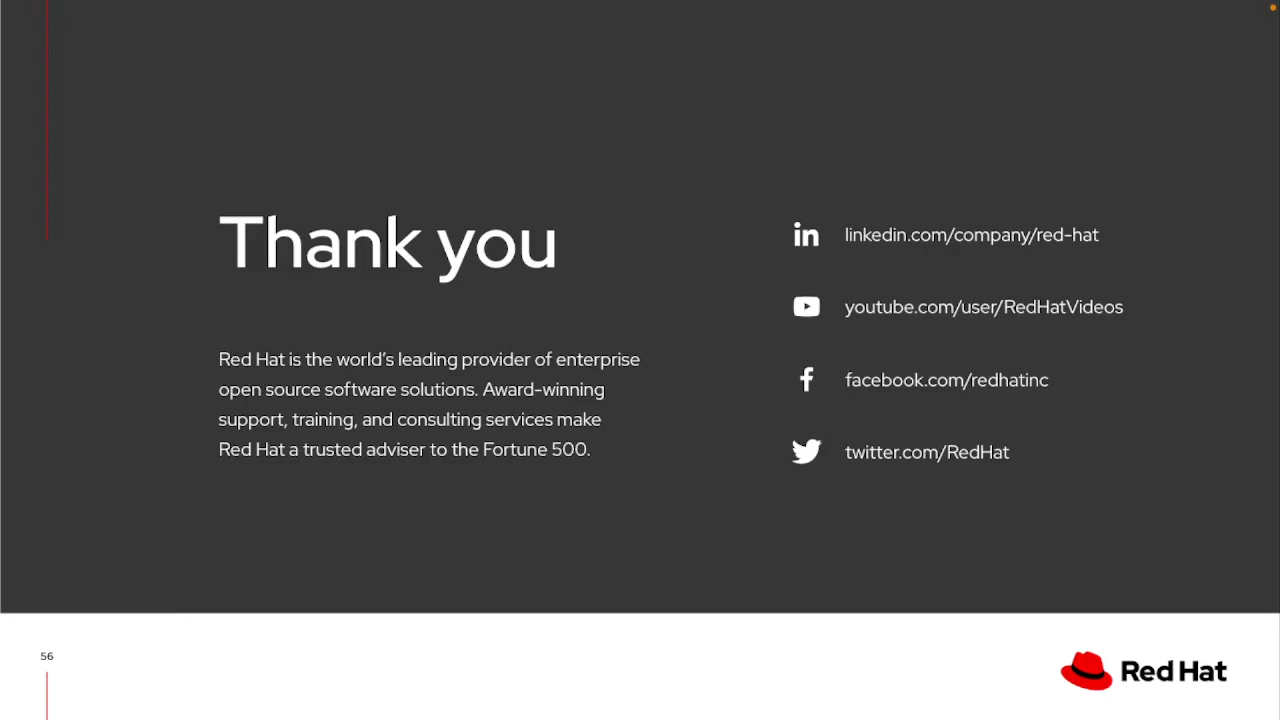 Thank you
Red Hat is the world’s leading provider of enterprise
open source software solutions. Award-winning
support, training, and consulting services make
Red Hat a trusted adviser to the Fortune 500.
linkedin.com/company/red-hat
youtube.com/user/RedHatVideos
facebook.com/redhatinc
twitter.com/RedHat
56
Red Hat